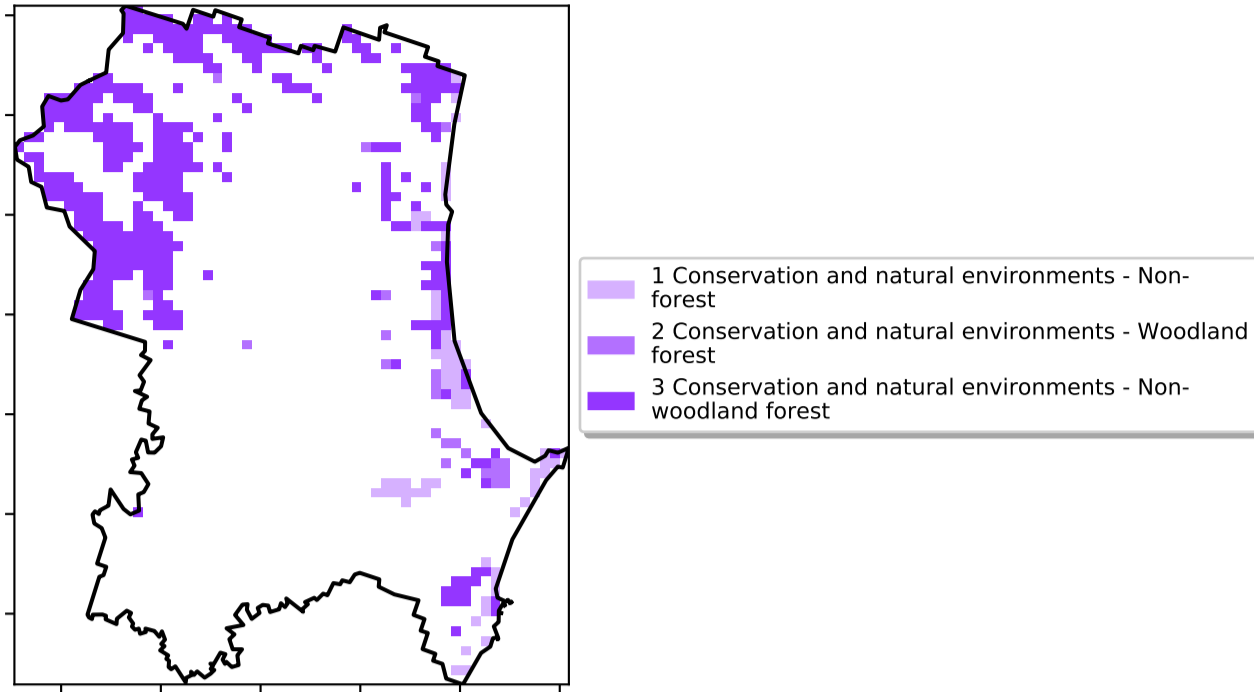 1 Conservation and natural environments - Non-
forest
2 Conservation and natural environments - Woodland
forest
3 Conservation and natural environments - Non-
woodland forest